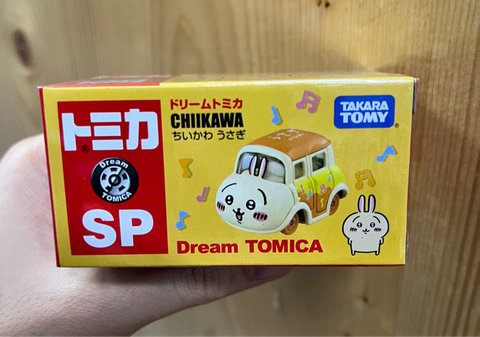 トミカ
Dream
TOMICA
SP
ドリームトミカ
CHIIKAWA
ちいかわ うさぎ
TAKARA
TOMY
Dream TOMICA